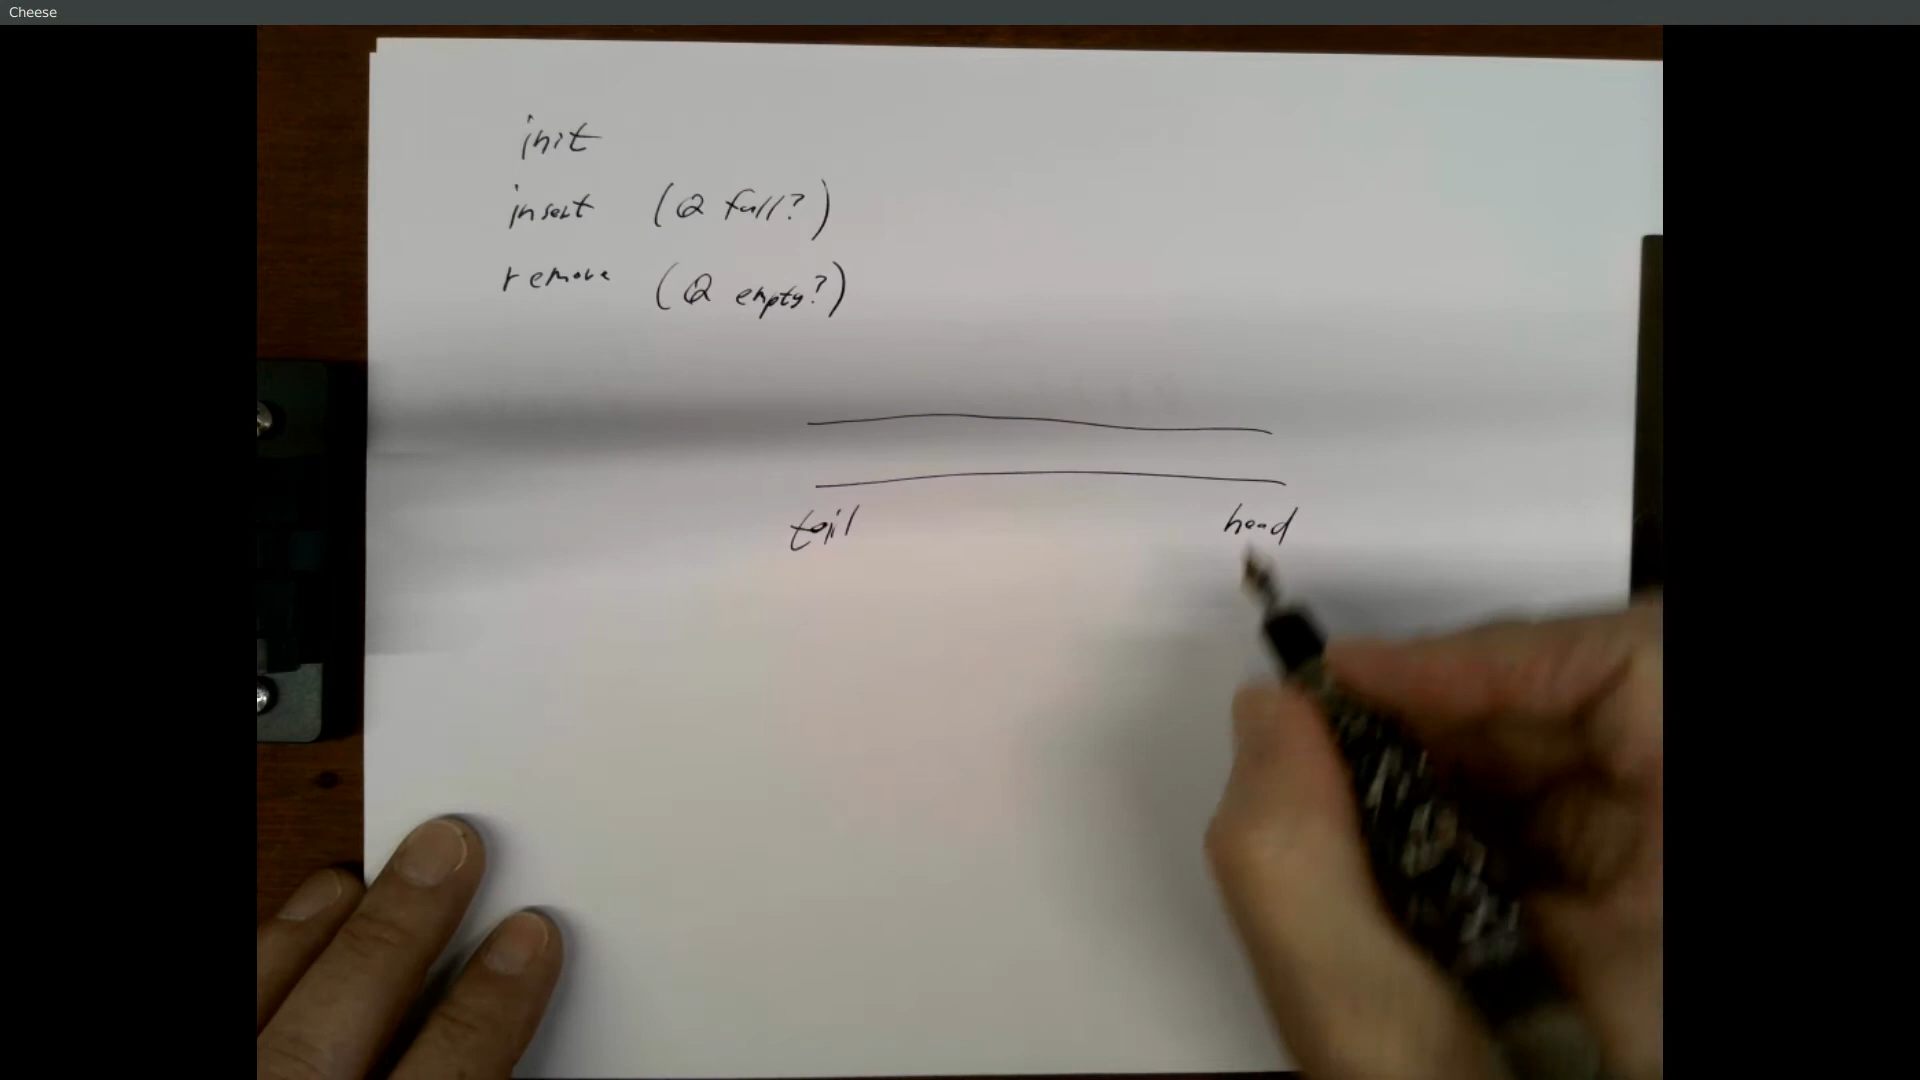 Cheese
init
insert (Q full?)
remove (Q empty?)
tail head